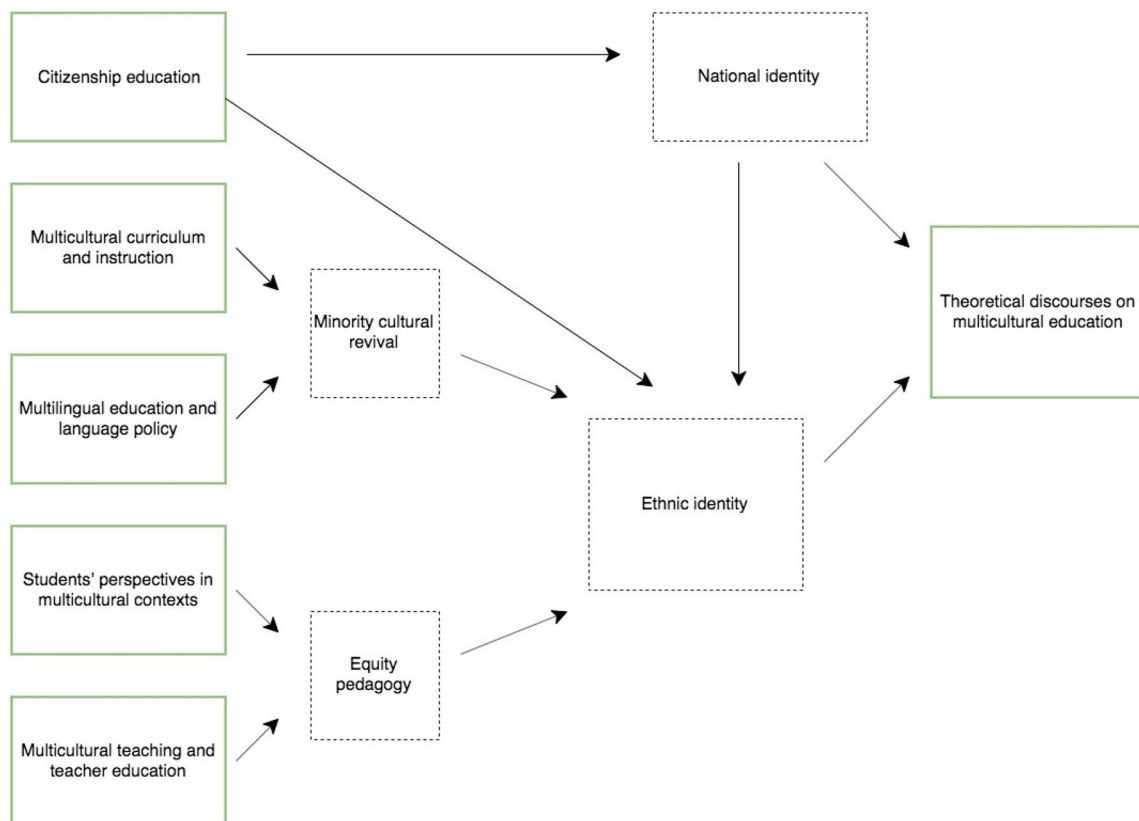 Citizenship education
National identity
Multicultural curriculum
and instruction
Minority cultural
revival
Theoretical discourses on
multicultural education
Multilingual education and
language policy
Ethnic identity
Students’ perspectives in
multicultural contexts
Equity
pedagogy
Multicultural teaching and
teacher education